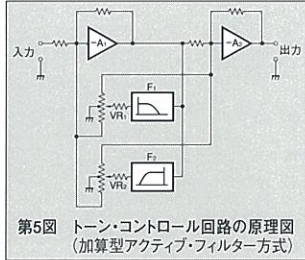 入力
-A₁
-A₂
出力
F₁
VR₁
F₂
VR₂
第5図 トーン・コントロール回路の原理図
(加算型アクティブ・フィルター方式)